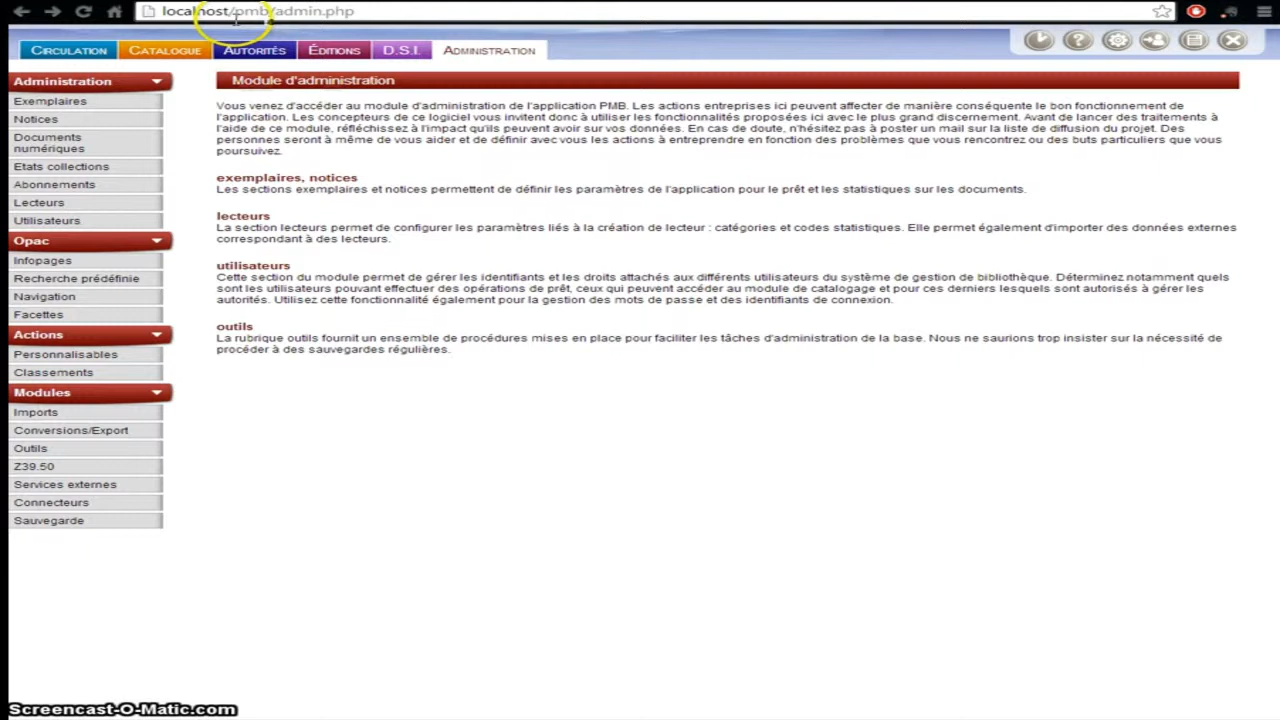 localhost/pmb/admin.php
CIRCULATION
CATALOGUE
AUTORITÉS
ÉDITIONS
D.S.I.
ADMINISTRATION
Administration
Exemplaires
Notices
Documents
numériques
Etats collections
Abonnements
Lecteurs
Utilisateurs
Opac
Infopages
Recherche prédéfinie
Navigation
Facettes
Actions
Personnalisables
Classements
Modules
Imports
Conversions/Export
Outils
Z39.50
Services externes
Connecteurs
Sauvegarde
Module d'administration
Vous venez d'accéder au module d'administration de l'application PMB. Les actions entreprises ici peuvent affecter de manière conséquente le bon fonctionnement de
l'application. Les concepteurs de ce logiciel vous invitent donc à utiliser les fonctionnalités proposées ici avec le plus grand discernement. Avant de lancer des traitements à
l'aide de ce module, réfléchissez à l'impact qu'ils peuvent avoir sur vos données. En cas de doute, n'hésitez pas à poster un mail sur la liste de diffusion du projet. Des
personnes seront à même de vous aider et de définir avec vous les actions à entreprendre en fonction des problèmes que vous rencontrez ou des buts particuliers que vous
poursuivez.
exemplaires, notices
Les sections exemplaires et notices permettent de définir les paramètres de l'application pour le prêt et les statistiques sur les documents.
lecteurs
La section lecteurs permet de configurer les paramètres liés à la création de lecteur : catégories et codes statistiques. Elle permet également d'importer des données externes
correspondant à des lecteurs.
utilisateurs
Cette section du module permet de gérer les identifiants et les droits attachés aux différents utilisateurs du système de gestion de bibliothèque. Déterminez notamment quels
sont les utilisateurs pouvant effectuer des opérations de prêt, ceux qui peuvent accéder au module de catalogage et pour ces derniers lesquels sont autorisés à gérer les
autorités. Utilisez cette fonctionnalité également pour la gestion des mots de passe et des identifiants de connexion.
outils
La rubrique outils fournit un ensemble de procédures mises en place pour faciliter les tâches d'administration de la base. Nous ne saurions trop insister sur la nécessité de
procéder à des sauvegardes régulières.
Screencast-O-Matic.com